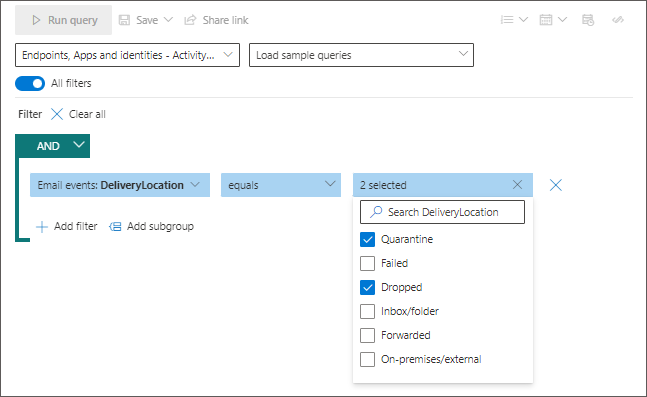 Run query Save Share link
Endpoints, Apps and identities - Activity... Load sample queries
All filters
Filter Clear all
AND
Email events: DeliveryLocation equals 2 selected
Search DeliveryLocation
Add filter Add subgroup
Quarantine
Failed
Dropped
Inbox/folder
Forwarded
On-premises/external